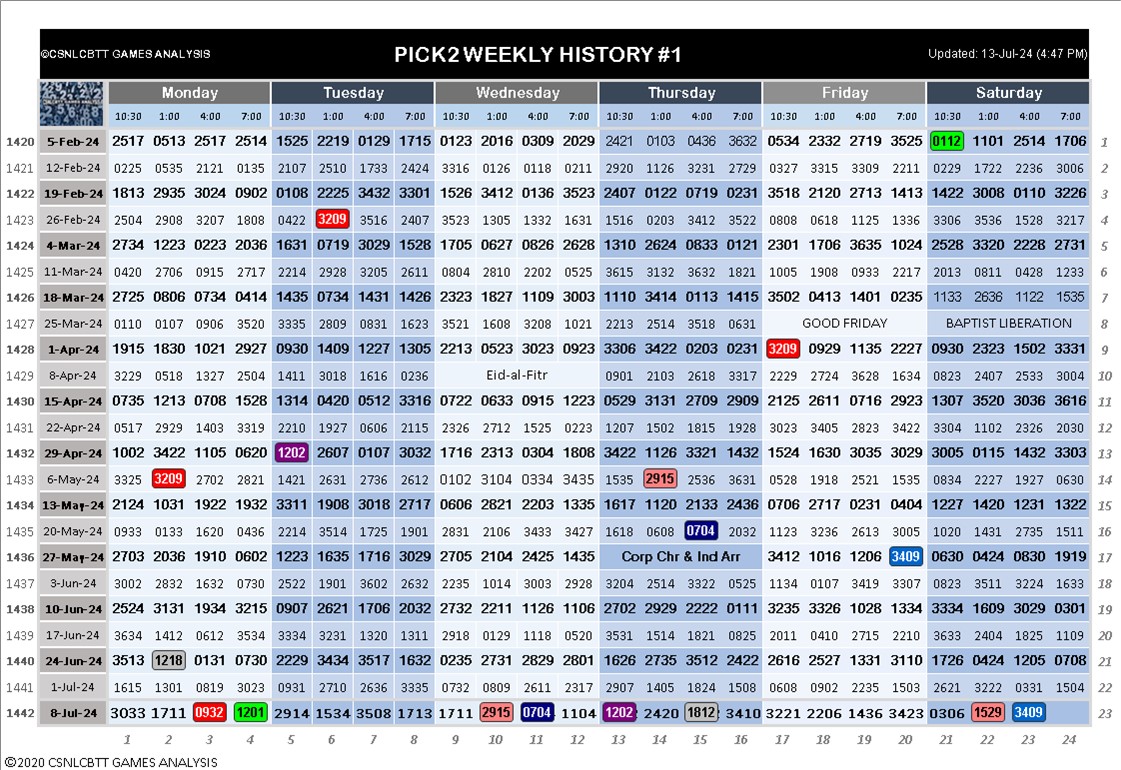 ©CSNLCBTT GAMES ANALYSIS PICK2 WEEKLY HISTORY #1 Updated: 13-Jul-24 (4:47 PM)
Monday Tuesday Wednesday Thursday Friday Saturday
10:30 1:00 4:00 7:00 10:30 1:00 4:00 7:00 10:30 1:00 4:00 7:00 10:30 1:00 4:00 7:00 10:30 1:00 4:00 7:00 10:30 1:00 4:00 7:00
1420 5-Feb-24 2517 0513 2517 2514 1525 2219 0129 1715 0123 2016 0309 2029 2421 0103 0436 3632 0534 2332 2719 3525 0112 1101 2514 1706 1
1421 12-Feb-24 0225 0535 2121 0135 2107 2510 1733 2424 3316 0126 0118 0211 2920 1126 3231 2729 0327 3315 3309 2211 0229 1722 2236 3006 2
1422 19-Feb-24 1813 2935 3024 0902 0108 2225 3432 3301 1526 3412 0136 3523 2407 0122 0719 0231 3518 2120 2713 1413 1422 3008 0110 3226 3
1423 26-Feb-24 2504 2908 3207 1808 0422 3209 3516 2407 3523 1305 1332 1631 1516 0203 3412 3522 1808 0618 1125 1336 3306 3536 1528 3217 4
1424 4-Mar-24 2734 1223 0223 2036 1631 0719 3029 1528 1705 0627 0826 2628 1310 2624 0833 0121 2301 1706 3635 1024 2528 3320 2228 2731 5
1425 11-Mar-24 0420 2706 0915 2717 2214 2928 3205 2611 0804 2810 2202 0525 3615 3132 3632 1821 1005 1908 0933 2217 2013 0811 0428 1233 6
1426 18-Mar-24 2725 0806 0734 0414 1435 0734 1431 1426 2323 1827 1109 3003 1110 3414 0113 1415 3502 0413 1401 0235 1133 2636 1122 1535 7
1427 25-Mar-24 0110 0107 0906 3520 3335 2809 0831 1623 3521 1608 3208 1021 2213 2514 3518 0631 GOOD FRIDAY BAPTIST LIBERATION 8
1428 1-Apr-24 1915 1830 1021 2927 0930 1409 1227 1305 2213 0523 3023 0923 3306 3422 0203 0231 3209 0929 1135 2227 0930 2323 1502 3331 9
1429 8-Apr-24 3229 0518 1327 2504 1411 3018 1616 0236 Eid-al-Fitr 0901 2103 2618 3317 2229 2724 3628 1634 0823 2407 2533 3004 10
1430 15-Apr-24 0735 1213 0708 1528 1314 0420 0512 3316 0722 0633 0915 1223 0529 3131 2709 2909 2125 2611 0716 2923 1307 3520 3036 3616 11
1431 22-Apr-24 0517 2929 1403 3319 2210 1927 0606 2115 2326 2712 1525 0223 1207 1502 1815 1928 3023 3405 2823 3422 3304 1102 2326 2030 12
1432 29-Apr-24 1002 3422 1105 0620 1202 2607 0107 3032 1716 2313 0304 1808 3422 1126 3321 1432 1524 1630 3035 3029 3005 0115 1432 3303 13
1433 6-May-24 3325 3209 2702 2821 1421 2631 2736 2612 0102 3104 0334 3435 1535 2915 2536 3631 0528 1918 2521 1535 0834 2227 1927 0630 14
1434 13-May-24 2124 1031 1922 1932 3311 1908 3018 2717 0606 2821 2203 1335 1617 1120 2133 2436 0706 2717 0231 0404 1227 1420 1231 1322 15
1435 20-May-24 0933 0133 1620 0436 2214 3514 1725 1901 2831 2106 3433 3427 1618 0608 0704 2032 1123 3236 2613 3005 1020 1431 2735 1511 16
1436 27-May-24 2703 2036 1910 0602 1223 1635 1716 3029 2705 2104 2425 1435 Corp Chr & Ind Arr 3412 1016 1206 3409 0630 0424 0830 1919 17
1437 3-Jun-24 3002 2832 1632 0730 2522 1901 3602 2632 2235 1014 3003 2928 3204 2514 3322 0525 1134 0107 3419 3307 0823 3511 3224 1633 18
1438 10-Jun-24 2524 3131 1934 3215 0907 2621 1706 2032 2732 2211 1126 1106 2702 2929 2222 0111 3235 3326 1028 1334 3334 1609 3029 0301 19
1439 17-Jun-24 3634 1412 0612 3534 3334 3231 1320 1311 2918 0129 1118 0520 3531 1514 1821 0825 2011 0410 2715 2210 3633 2404 1825 1109 20
1440 24-Jun-24 3513 1218 0131 0730 2229 3434 3517 1632 0235 2731 2829 2801 1626 2735 3512 2422 2616 2527 1331 3110 1726 0424 1205 0708 21
1441 1-Jul-24 1615 1301 0819 3023 0931 2710 2636 3335 0732 0809 2611 2317 2907 1405 1824 1508 0608 0902 2235 1503 2621 3222 0331 1504 22
1442 8-Jul-24 3033 1711 0932 1201 2914 1534 3508 1713 1711 2915 0704 1104 1202 2420 1812 3410 3221 2206 1436 3423 0306 1529 3409 23
1 2 3 4 5 6 7 8 9 10 11 12 13 14 15 16 17 18 19 20 21 22 23 24
©2020 CSNLCBTT GAMES ANALYSIS